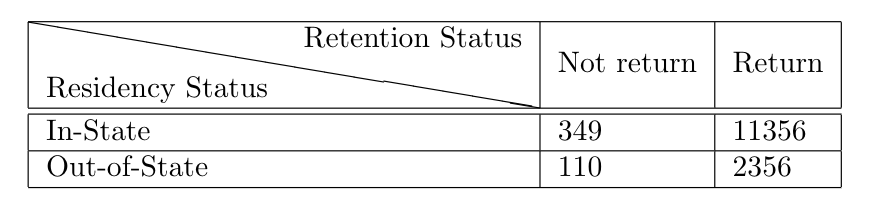 Retention Status
Residency Status
Not return Return
In-State 349 11356
Out-of-State 110 2356